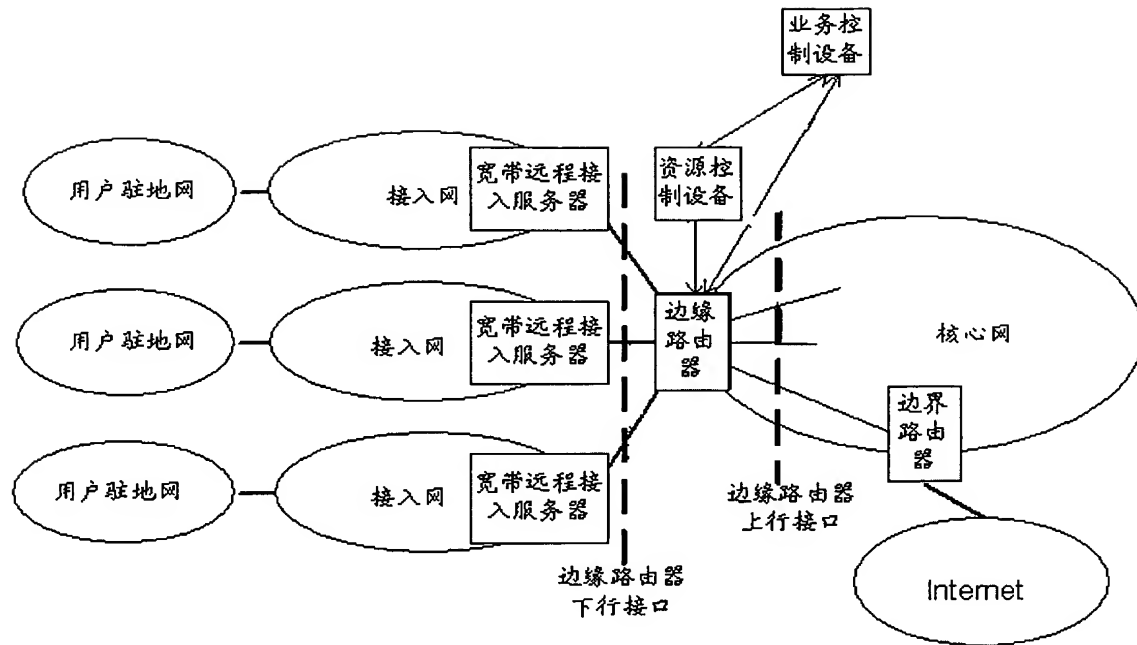 业务控
制设备
用户驻地网
接入网
宽带远程接
入服务器
资源控
制设备
用户驻地网
接入网
宽带远程接
入服务器
边缘
路由
器
核心网
用户驻地网
接入网
宽带远程接
入服务器
边界
路由
器
边缘路由器
上行接口
边缘路由器
下行接口
Internet